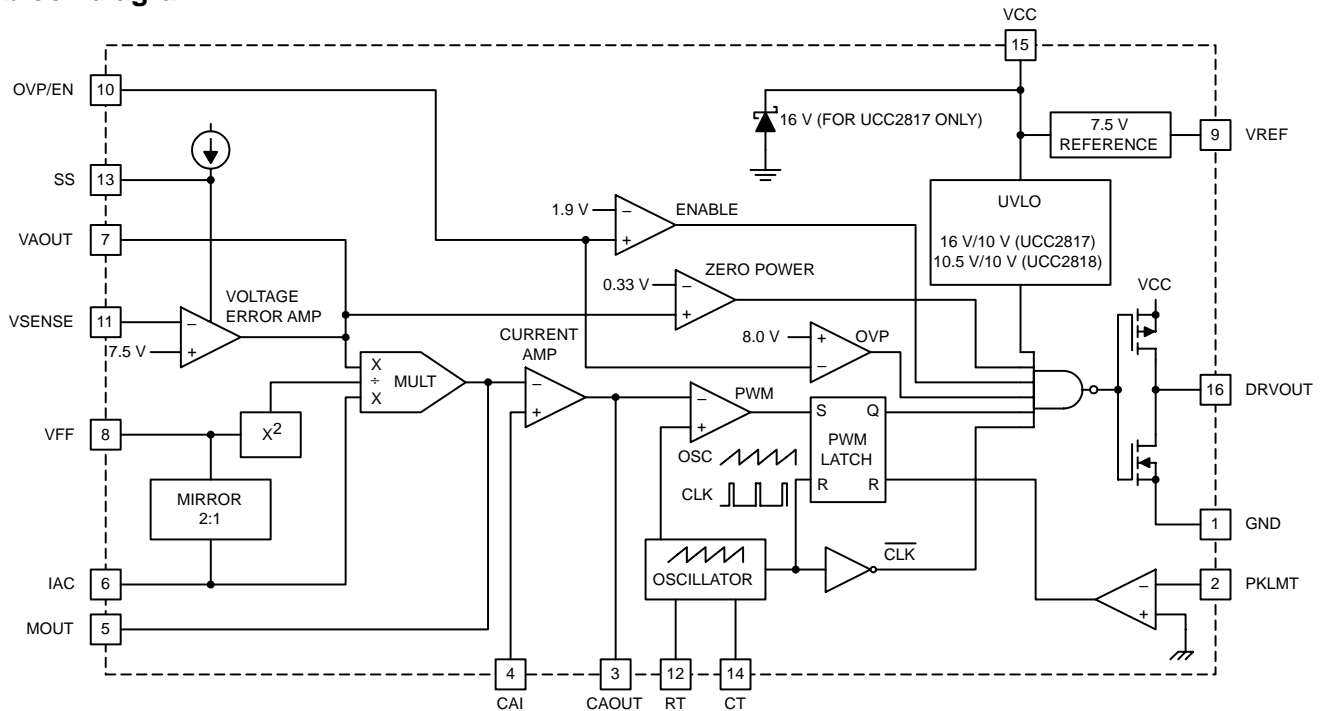 VCC
15
OVP/EN
10
16 V (FOR UCC2817 ONLY)
7.5 V
REFERENCE
9
VREF
SS
13
1.9 V
−
+
ENABLE
UVLO
16 V/10 V (UCC2817)
10.5 V/10 V (UCC2818)
VAOUT
7
0.33 V
−
+
ZERO POWER
VCC
VSENSE
11
−
7.5 V
+
VOLTAGE
ERROR AMP
CURRENT
AMP
8.0 V
+
−
OVP
X
÷
X
MULT
−
+
−
+
PWM
S
Q
PWM
LATCH
R
R
16
DRVOUT
VFF
8
X2
OSC
CLK
MIRROR
2:1
1
GND
OSCILLATOR
CLK
IAC
6
−
+
2
PKLMT
MOUT
5
4
3
12
14
CAI
CAOUT
RT
CT